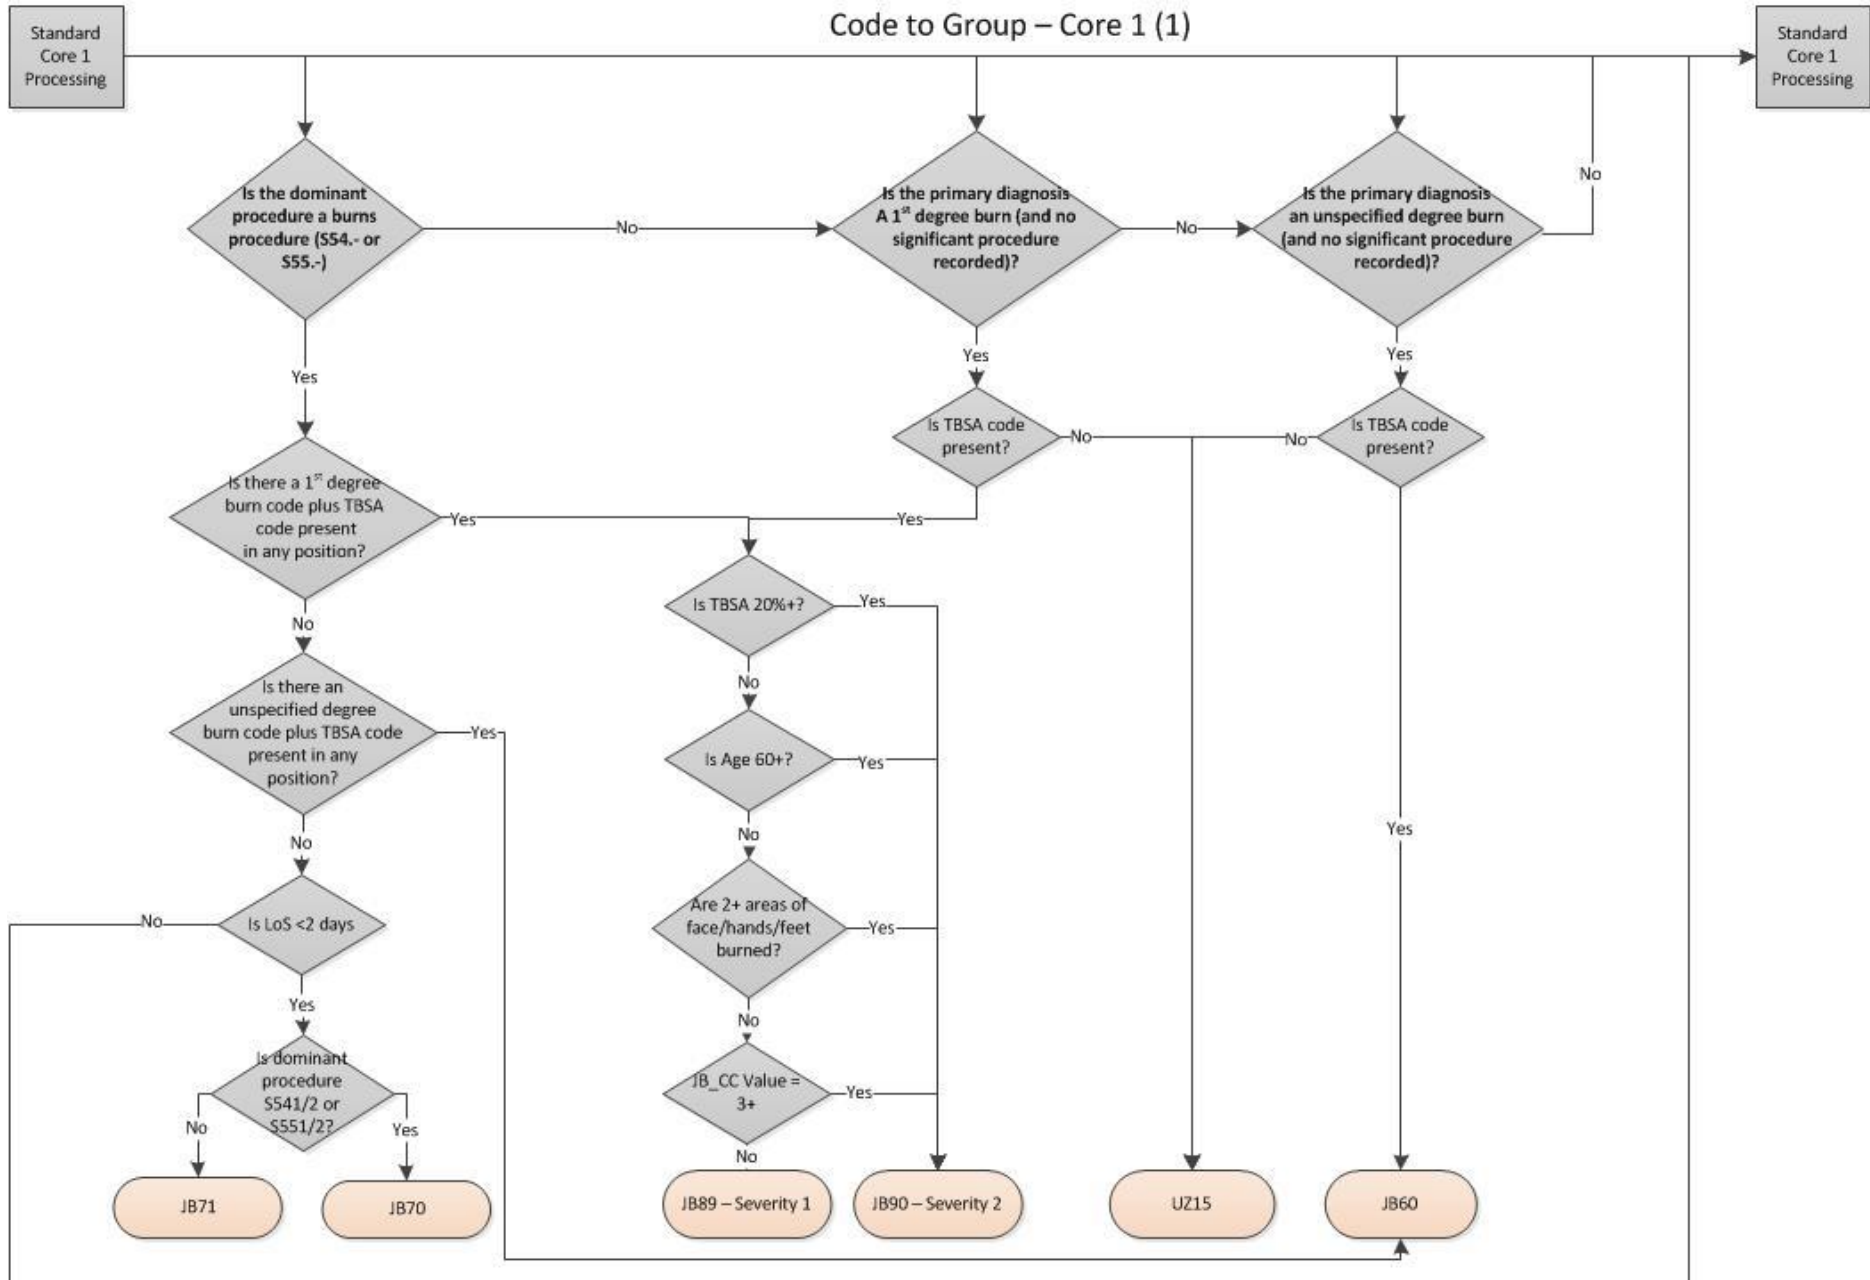 Code to Group – Core 1 (1)
Standard
Core 1
Processing
Standard
Core 1
Processing
Is the dominant
procedure a burns
procedure (S54.- or
S55.-)
No
Is the primary diagnosis
A 1st degree burn (and no
significant procedure
recorded)?
No
Is the primary diagnosis
an unspecified degree burn
(and no significant procedure
recorded)?
No
Yes
Yes
Yes
Is TBSA code
present?
No
No
Is TBSA code
present?
Is there a 1st degree
burn code plus TBSA
code present
in any position?
Yes
Yes
Is TBSA 20%+?
Yes
No
No
Is there an
unspecified degree
burn code plus TBSA code
present in any
position?
Yes
Is Age 60+?
Yes
No
No
Yes
Is LoS <2 days
No
Are 2+ areas of
face/hands/feet
burned?
Yes
Yes
No
Is dominant
procedure
S541/2 or
S551/2?
No
Yes
JB_CC Value =
3+
Yes
No
JB71
JB70
JB89 – Severity 1
JB90 – Severity 2
UZ15
JB60